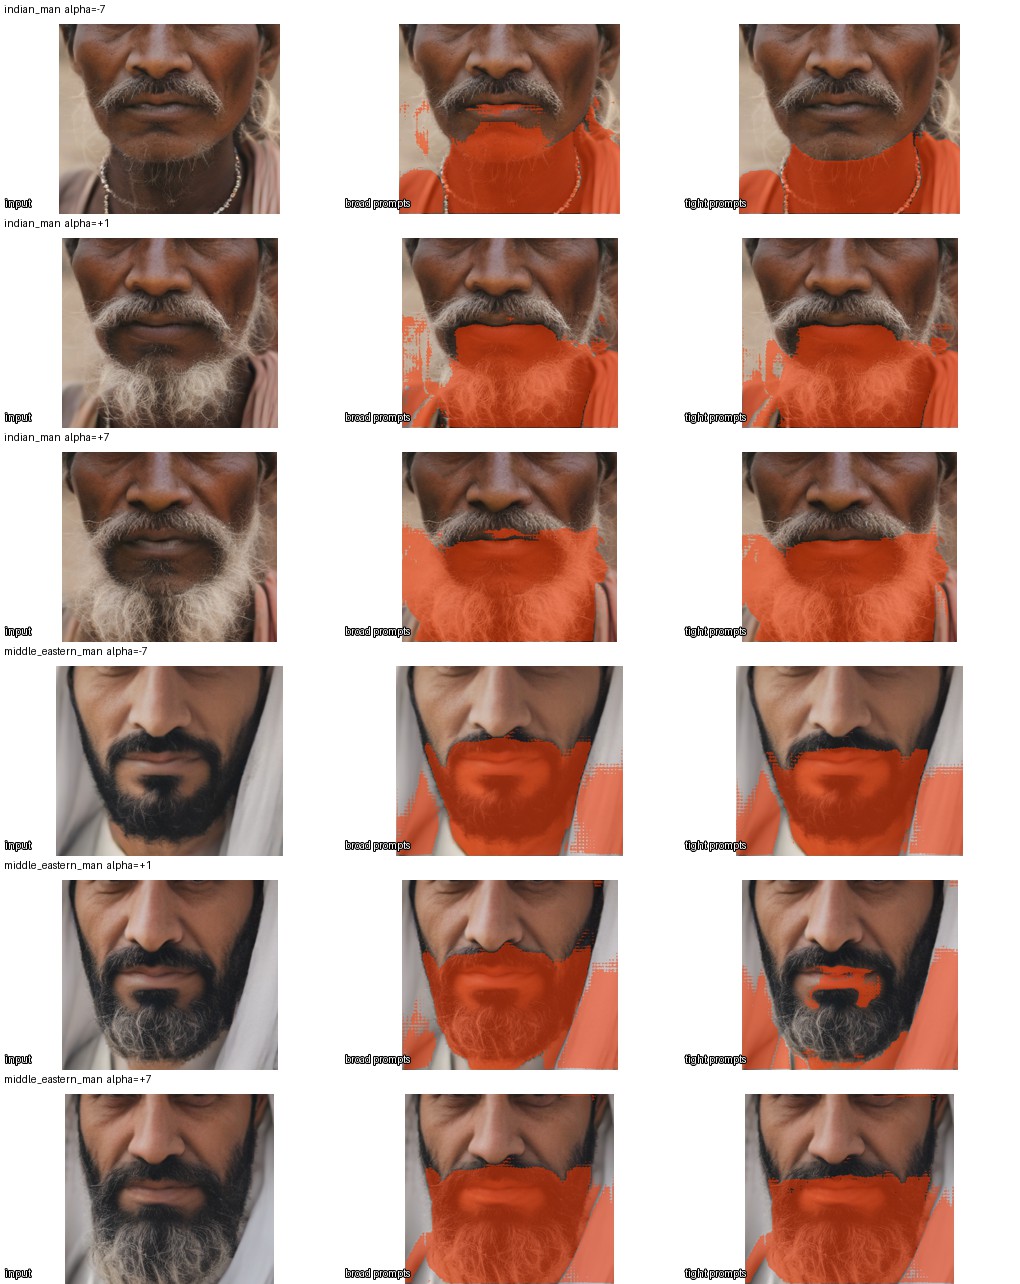 indian_man alpha=-7
input broad prompts tight prompts
indian_man alpha=+1
input broad prompts tight prompts
indian_man alpha=+7
input broad prompts tight prompts
middle_eastern_man alpha=-7
input broad prompts tight prompts
middle_eastern_man alpha=+1
input broad prompts tight prompts
middle_eastern_man alpha=+7
input broad prompts tight prompts